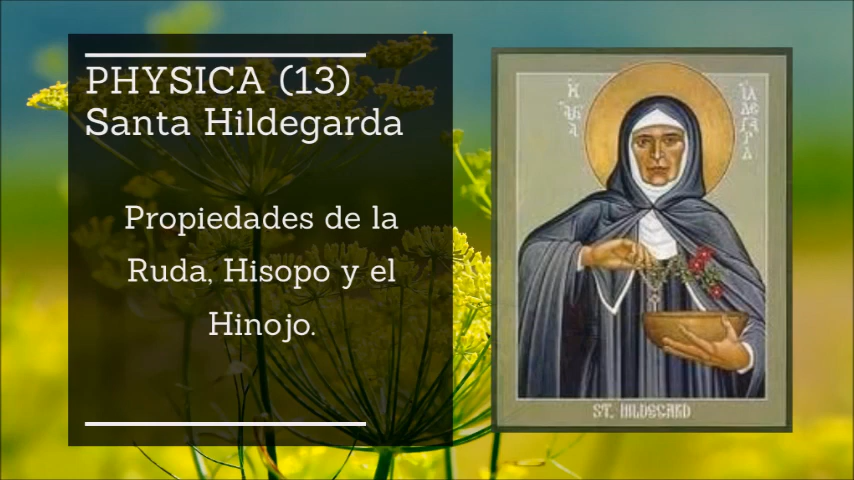 PHYSICA (13)
Santa Hildegarda
Propiedades de la
Ruda, Hisopo y el
Hinojo.
ST. HILDEGARD